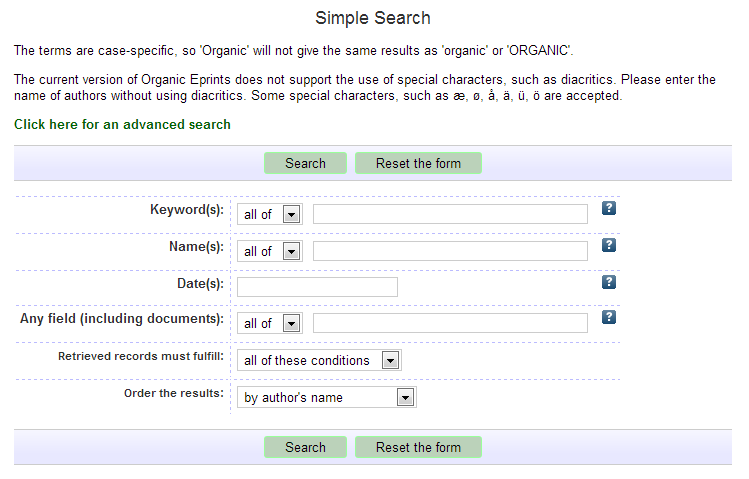 Simple Search
The terms are case-specific, so 'Organic' will not give the same results as 'organic' or 'ORGANIC'.
The current version of Organic Eprints does not support the use of special characters, such as diacritics. Please enter the
name of authors without using diacritics. Some special characters, such as æ, ø, å, ä, ü, ö are accepted.
Click here for an advanced search
Search Reset the form
Keyword(s): all of ?
Name(s): all of ?
Date(s): ?
Any field (including documents): all of ?
Retrieved records must fulfill: all of these conditions
Order the results: by author's name
Search Reset the form